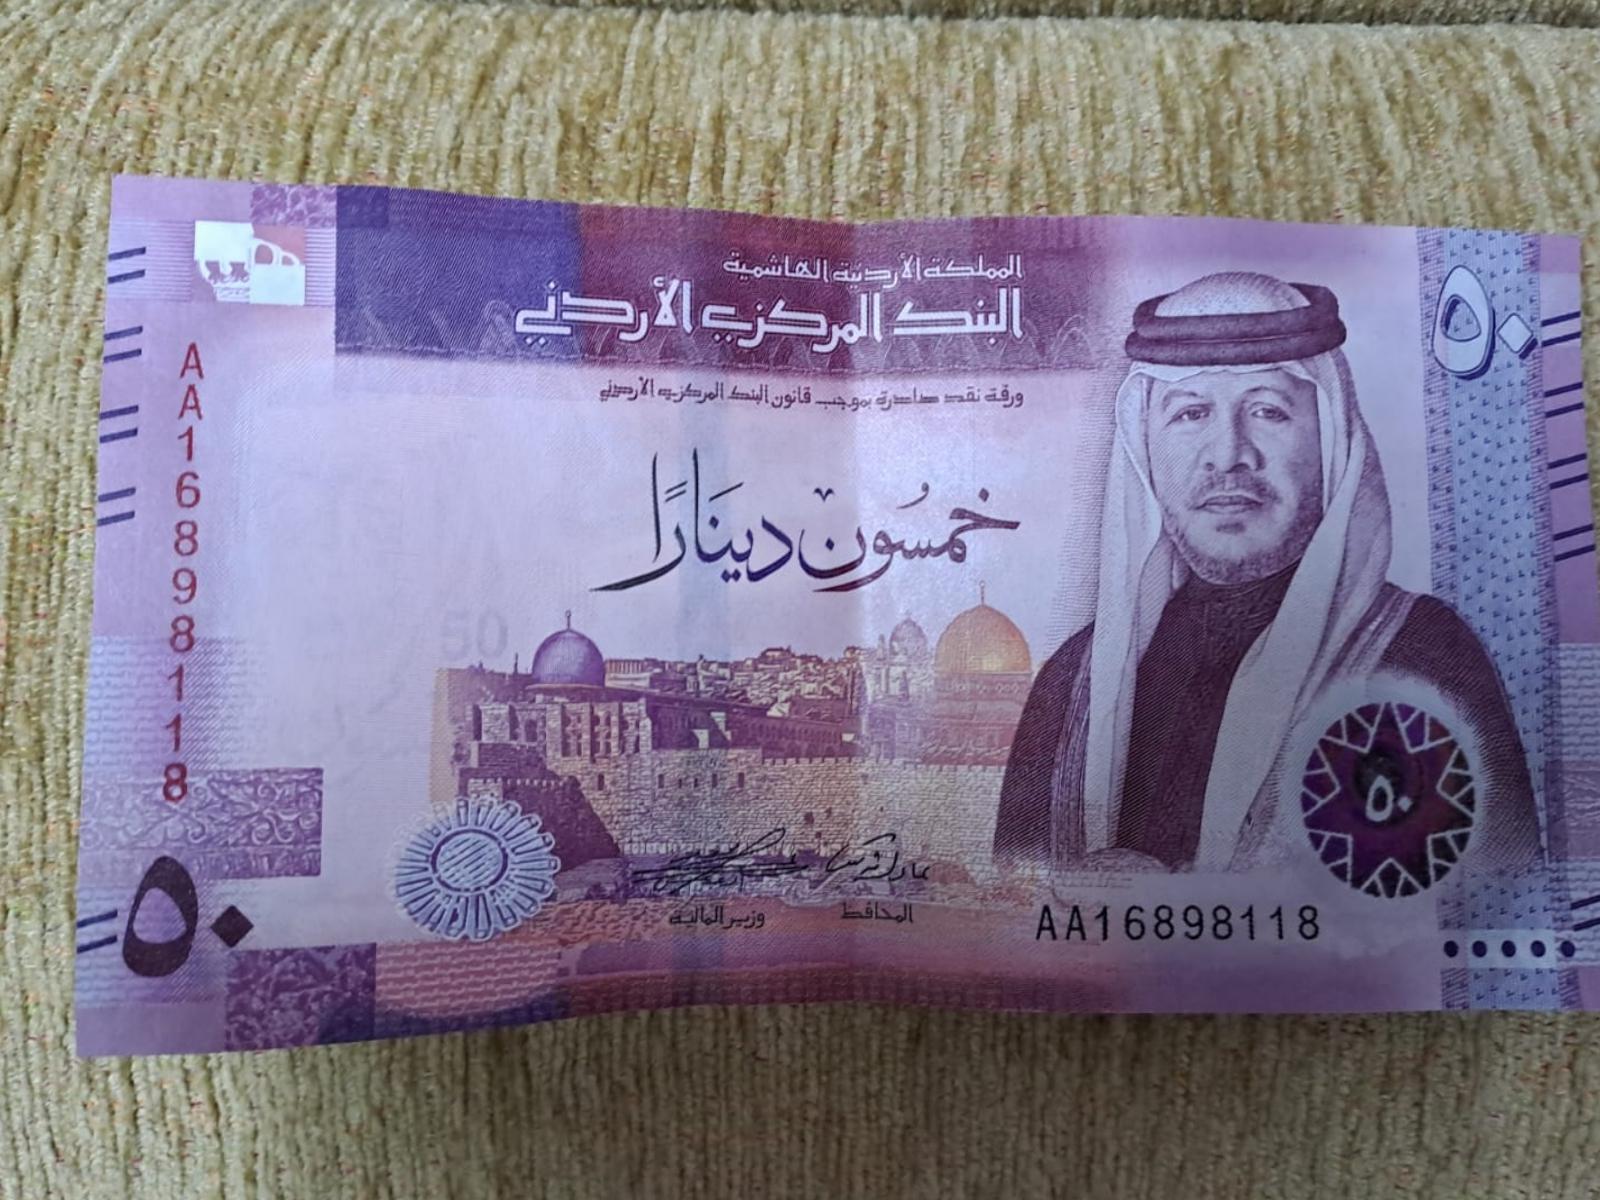 المملكة الأردنية الهاشمية
البنك المركزي الأردني
ورقة نقد صادرة بموجب قانون البنك المركزي الأردني
خمسون دينارًا
٥٠
AA16898118
50
٥٠
المحافظ
وزير المالية
AA16898118
٥٠